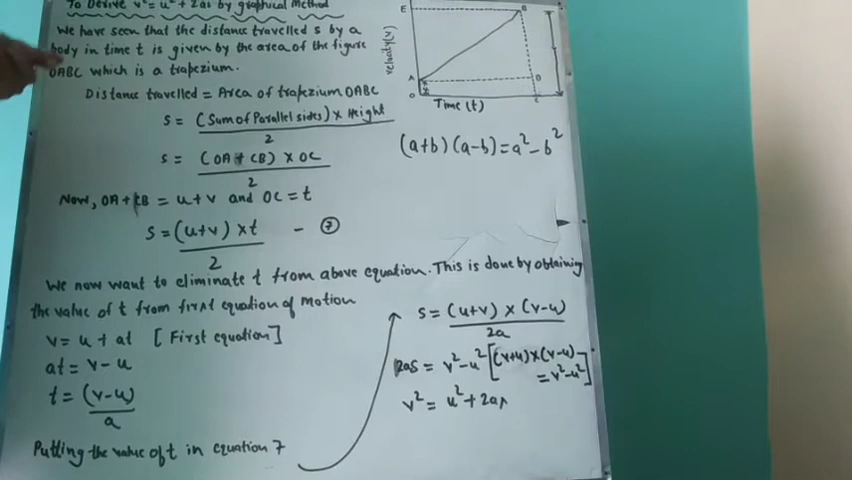 To Derive v² = u² + 2as by graphical Method
We have seen that the distance travelled s by a
body in time t is given by the area of the figure
OABC which is a trapezium.
Distance travelled = Area of trapezium OABC
s = (Sum of Parallel sides) × Height
2
s = (OA + CB) × OC
2
Now, OA + CB = u + v and OC = t
s = (u+v) × t - ⑦
2
We now want to eliminate t from above equation. This is done by obtaining
the value of t from first equation of Motion
v = u + at [First equation]
at = v - u
t = (v-u)
a
Putting the value of t in equation 7
E
B
velocity(v)
A
D
O
C
Time (t)
(a+b) (a-b) = a² - b²
s = (u+v) × (v-u)
2a
2as = v² - u² [(v+u)×(v-u)
= v²-u²]
v² = u² + 2as